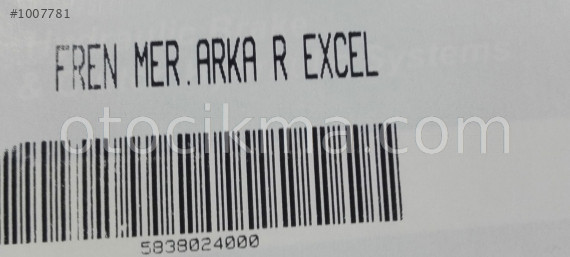 #1007781
FREN MER.ARKA R EXCEL
otocikma.com
5838024000